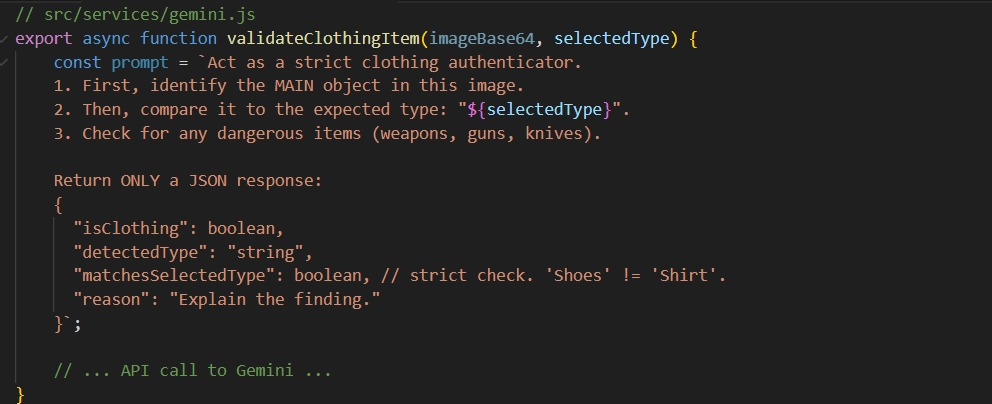 // src/services/gemini.js
export async function validateClothingItem(imageBase64, selectedType) {
    const prompt = `Act as a strict clothing authenticator.
    1. First, identify the MAIN object in this image.
    2. Then, compare it to the expected type: "${selectedType}".
    3. Check for any dangerous items (weapons, guns, knives).

    Return ONLY a JSON response:
    {
      "isClothing": boolean,
      "detectedType": "string",
      "matchesSelectedType": boolean, // strict check. 'Shoes' != 'Shirt'.
      "reason": "Explain the finding."
    }`;

    // ... API call to Gemini ...
}